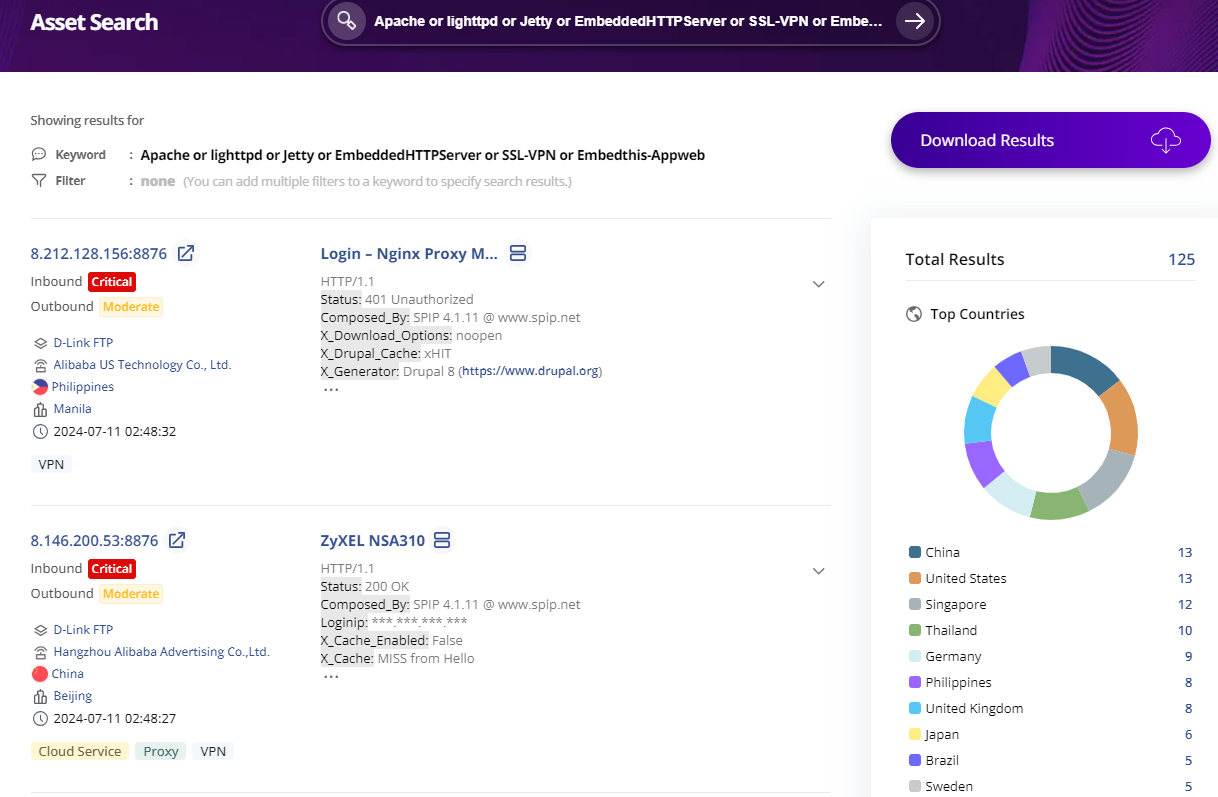 Asset Search
Apache or lighttpd or Jetty or EmbeddedHTTPServer or SSL-VPN or Embe...
Showing results for
Keyword : Apache or lighttpd or Jetty or EmbeddedHTTPServer or SSL-VPN or Embedthis-Appweb
Filter : none (You can add multiple filters to a keyword to specify search results.)
Download Results
8.212.128.156:8876
Inbound Critical
Outbound Moderate
D-Link FTP
Alibaba US Technology Co., Ltd.
Philippines
Manila
2024-07-11 02:48:32
VPN
Login – Nginx Proxy M...
HTTP/1.1
Status: 401 Unauthorized
Composed_By: SPIP 4.1.11 @ www.spip.net
X_Download_Options: noopen
X_Drupal_Cache: xHIT
X_Generator: Drupal 8 (https://www.drupal.org)
...
8.146.200.53:8876
Inbound Critical
Outbound Moderate
D-Link FTP
Hangzhou Alibaba Advertising Co.,Ltd.
China
Beijing
2024-07-11 02:48:27
Cloud Service Proxy VPN
ZyXEL NSA310
HTTP/1.1
Status: 200 OK
Composed_By: SPIP 4.1.11 @ www.spip.net
Loginip: ***.***.***.***
X_Cache_Enabled: False
X_Cache: MISS from Hello
...
Total Results 125
Top Countries
China 13
United States 13
Singapore 12
Thailand 10
Germany 9
Philippines 8
United Kingdom 8
Japan 6
Brazil 5
Sweden 5